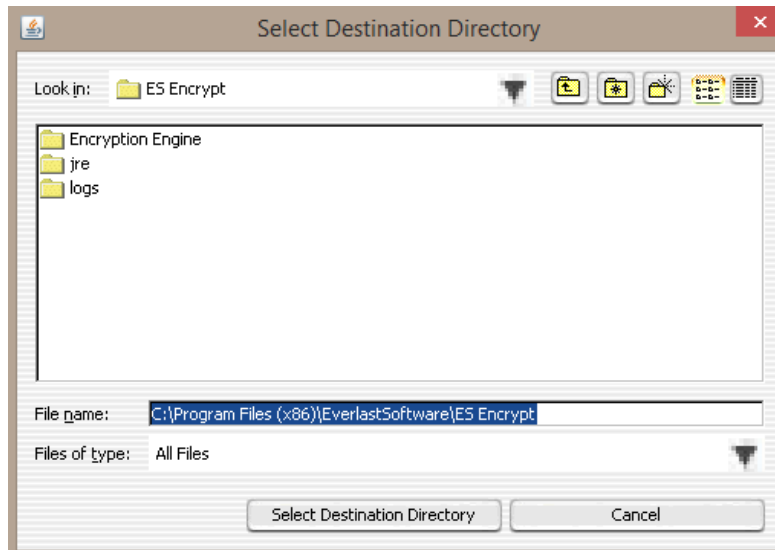 Select Destination Directory
Look in: ES Encrypt
Encryption Engine
jre
logs
File name: C:\Program Files (x86)\EverlastSoftware\ES Encrypt
Files of type: All Files
Select Destination Directory Cancel